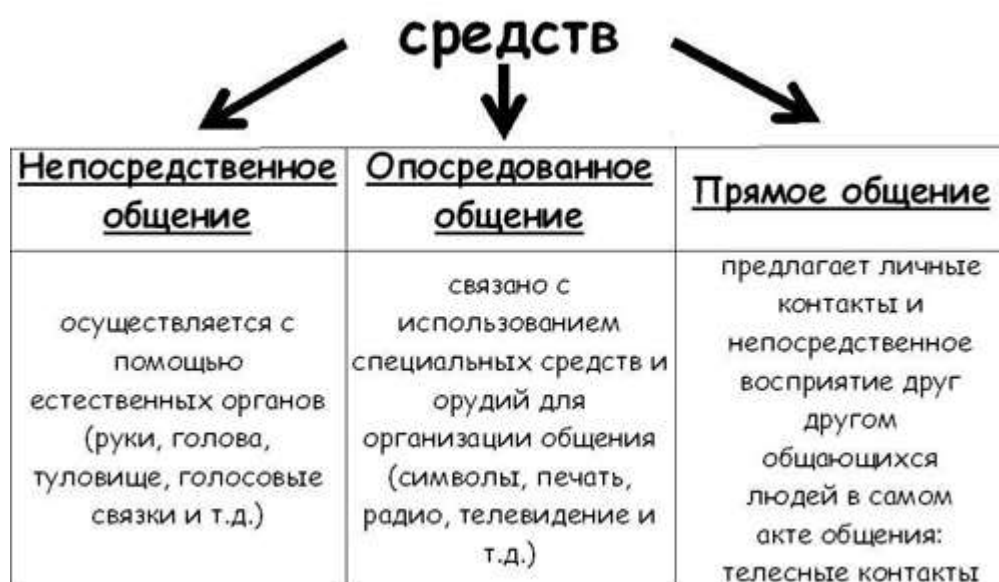 средств
Непосредственное
общение
Опосредованное
общение
Прямое общение
осуществляется с
помощью
естественных органов
(руки, голова,
туловище, голосовые
связки и т.д.)
связано с
использованием
специальных средств и
орудий для
организации общения
(символы, печать,
радио, телевидение и
т.д.)
предлагает личные
контакты и
непосредственное
восприятие друг
другом
общающихся
людей в самом
акте общения:
телесные контакты